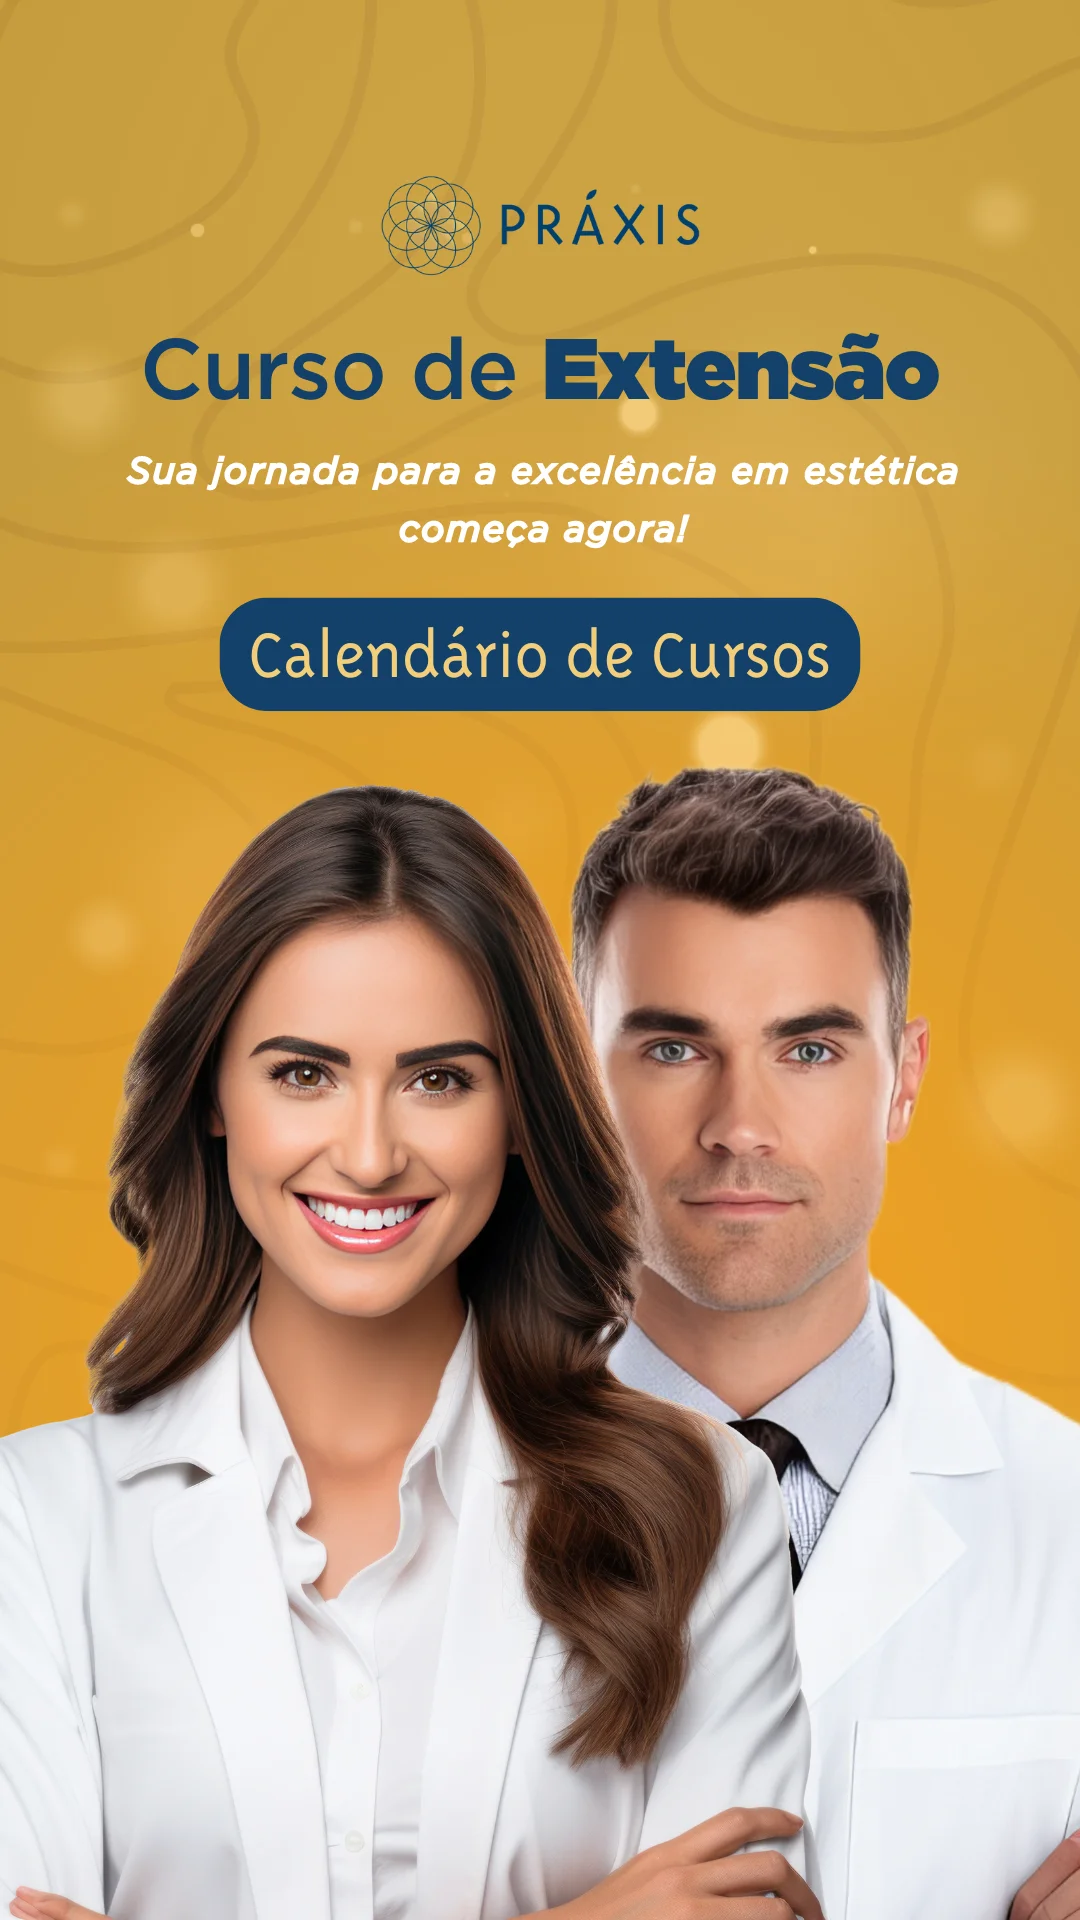 PRÁXIS
Curso de Extensão
Sua jornada para a excelência em estética
começa agora!
Calendário de Cursos